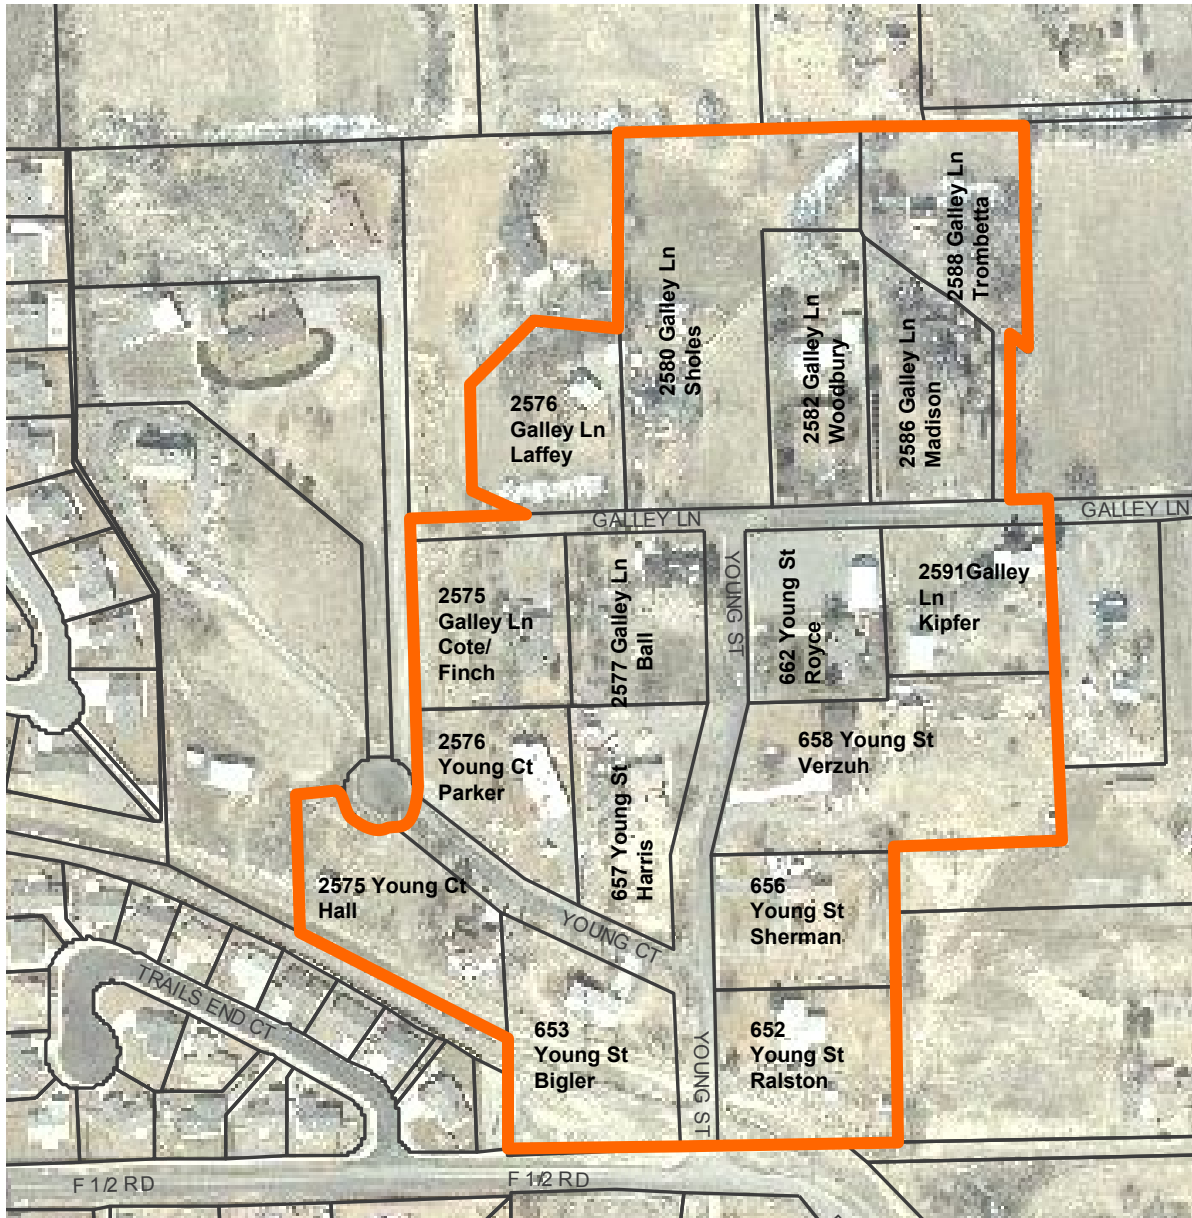 2588 Galley Ln
Trombetta
2580 Galley Ln
Sholes
2582 Galley Ln
Woodbury
2586 Galley Ln
Madison
2576
Galley Ln
Laffey
GALLEY LN
GALLEY LN
2575
Galley Ln
Cote/
Finch
2577 Galley Ln
Ball
YOUNG ST
662 Young St
Royce
2591Galley
Ln
Kipfer
2576
Young Ct
Parker
657 Young St
Harris
658 Young St
Verzuh
2575 Young Ct
Hall
YOUNG CT
656
Young St
Sherman
TRAILS END CT
653
Young St
Bigler
YOUNG ST
652
Young St
Ralston
F 1/2 RD
F 1/2 RD